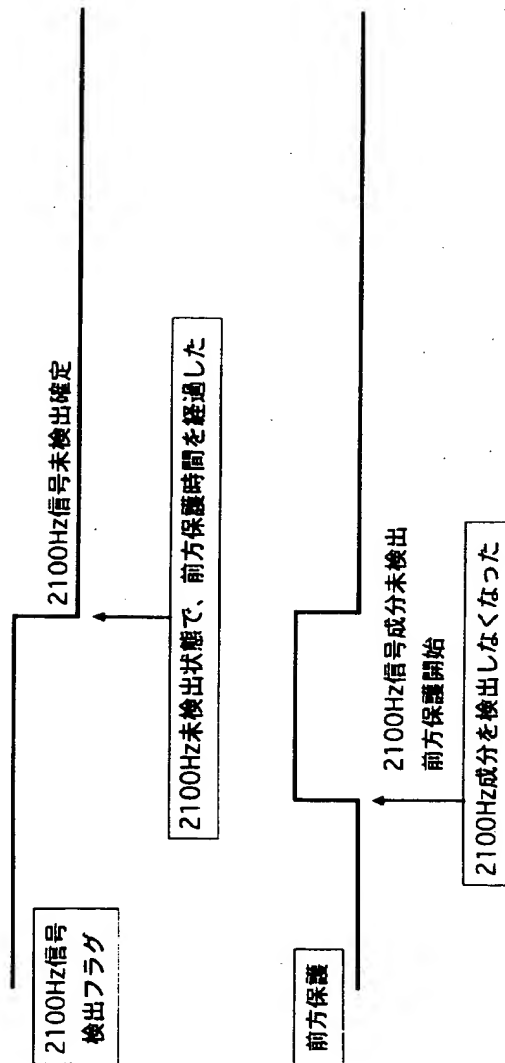 2100Hz信号
検出フラグ
2100Hz信号未検出確定
2100Hz未検出状態で、前方保護時間を経過した
前方保護
2100Hz信号成分未検出
前方保護開始
2100Hz成分を検出しなくなった